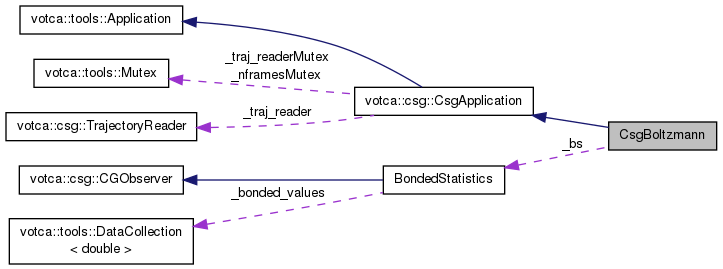 votca::tools::Application
votca::tools::Mutex
_traj_readerMutex
_nframesMutex
votca::csg::CsgApplication
votca::csg::TrajectoryReader
_traj_reader
CsgBoltzmann
_bs
votca::csg::CGObserver
BondedStatistics
_bonded_values
votca::tools::DataCollection
< double >